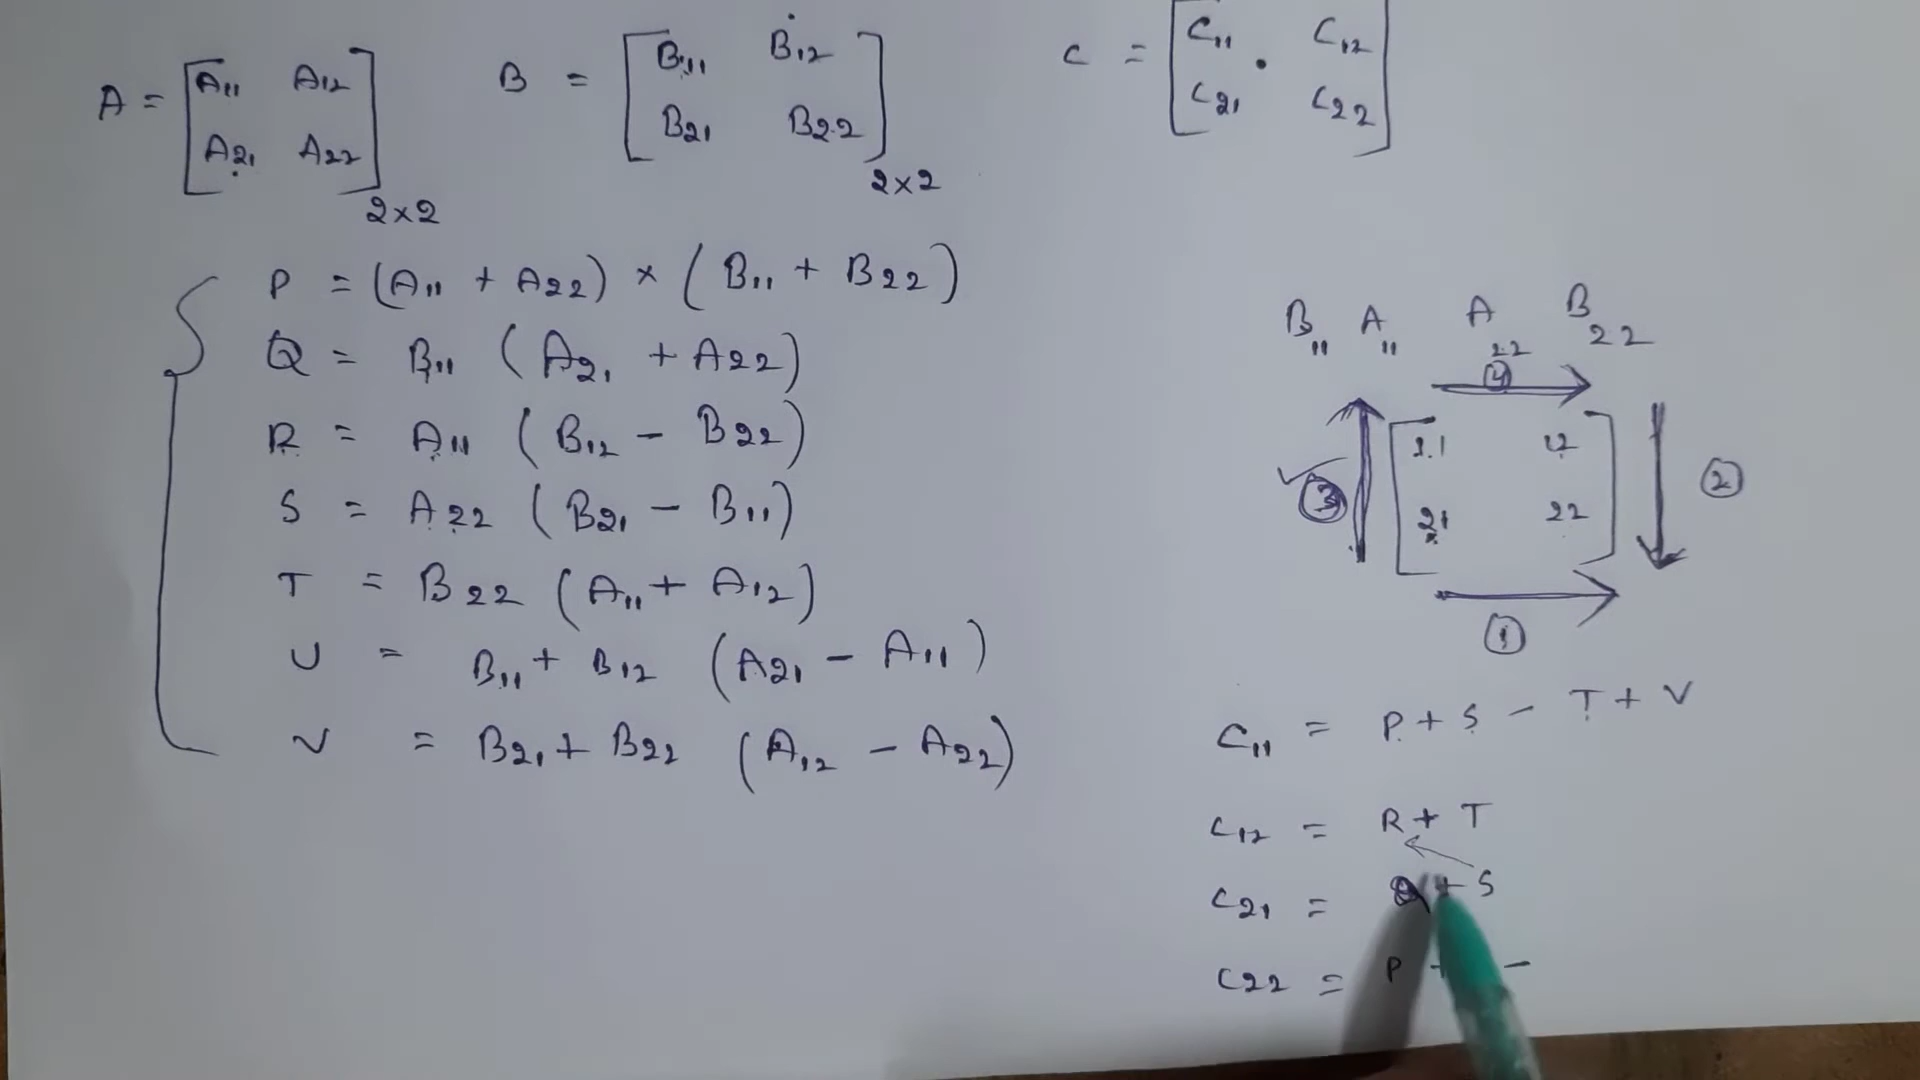 A = [A11 A12
A21 A22] 2×2
B = [B11 B12
B21 B22] 2×2
C = [C11 C12
C21 C22]
P = (A11 + A22) × (B11 + B22)
Q = B11 (A21 + A22)
R = A11 (B12 − B22)
S = A22 (B21 − B11)
T = B22 (A11 + A12)
U = B11 + B12 (A21 − A11)
V = B21 + B22 (A12 − A22)
B11 A11 A22 B22
④
③ [11 12
21 22] ②
①
C11 = P + S − T + V
C12 = R + T
C21 = Q + S
C22 = P + −